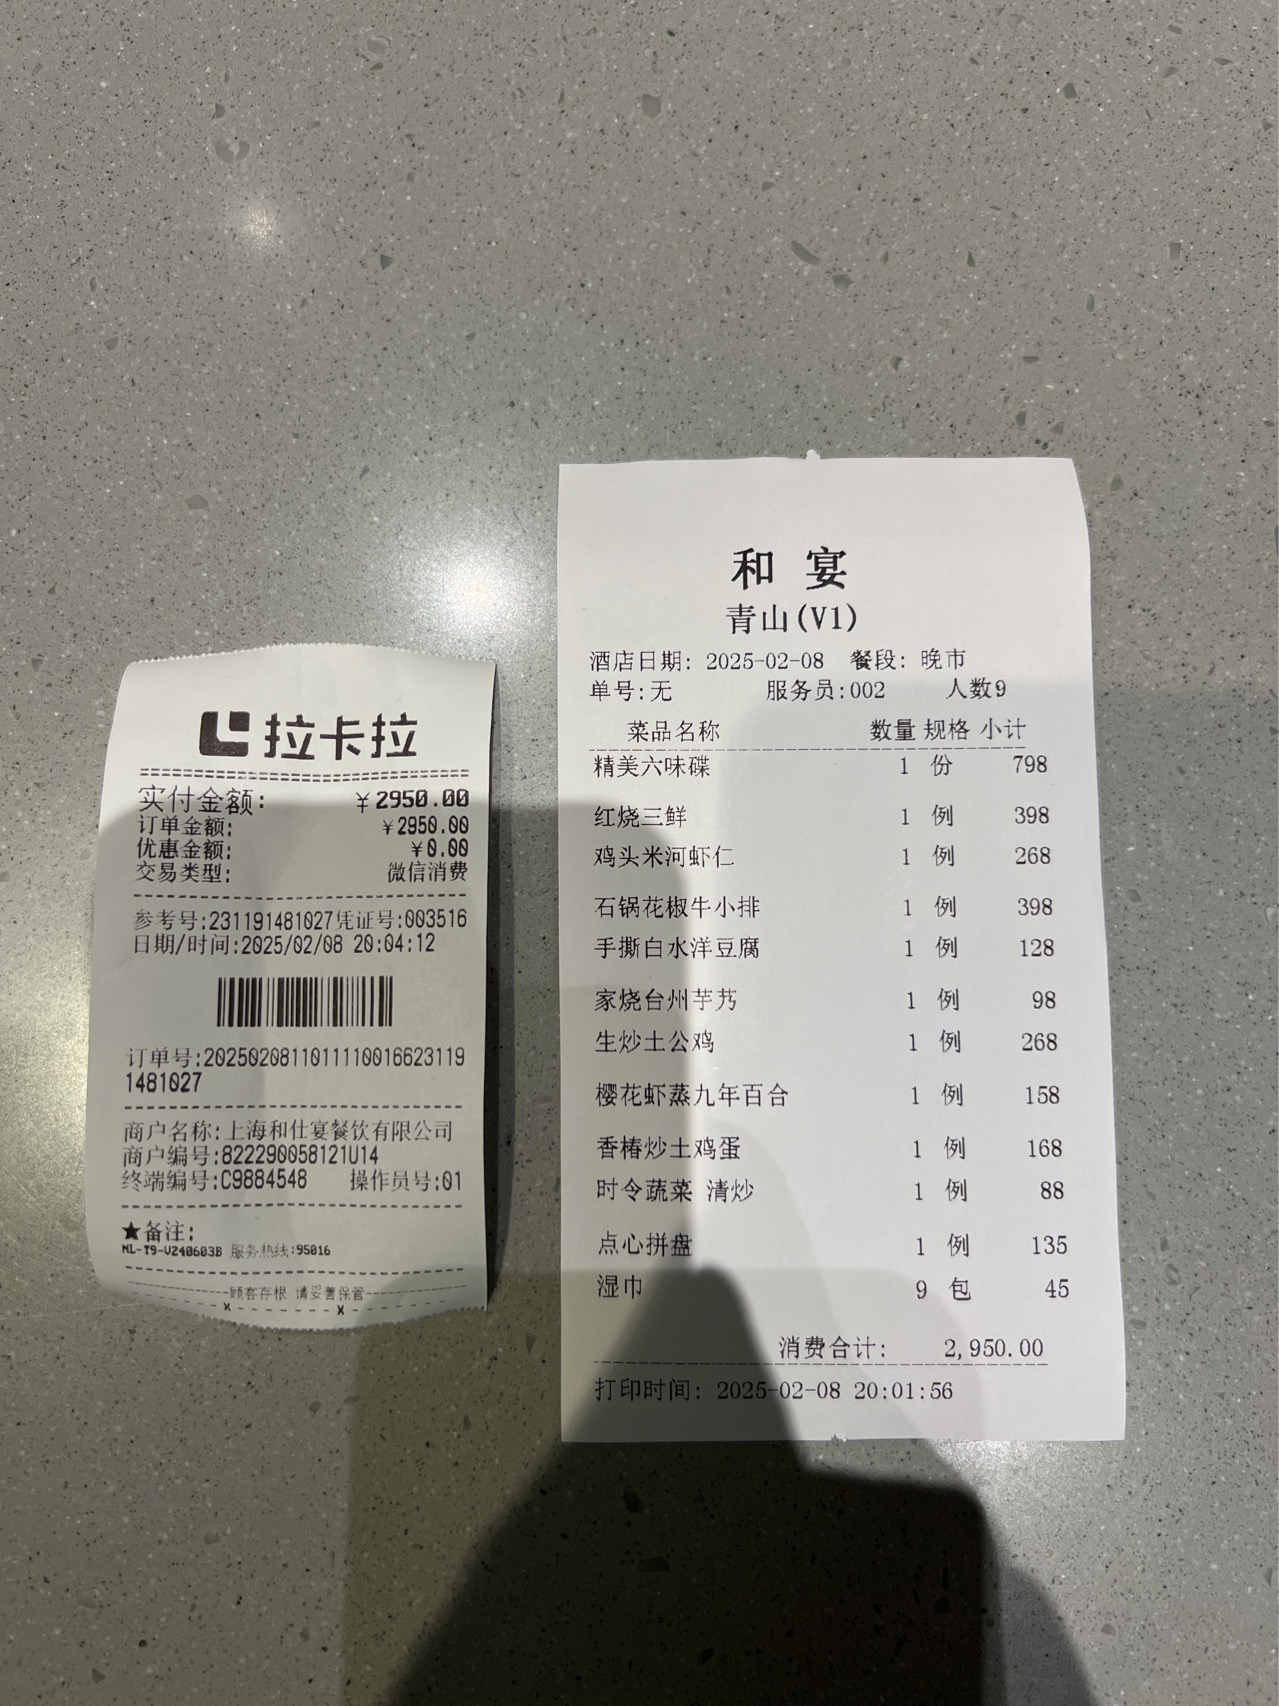 拉卡拉
实付金额: ￥2950.00
订单金额: ￥2950.00
优惠金额: ￥0.00
交易类型: 微信消费
参考号:231191481027凭证号:003516
日期/时间:2025/02/08 20:04:12
订单号:20250208110111110016623119
1481027
商户名称:上海和仕宴餐饮有限公司
商户编号:822290058121U14
终端编号:C9884548 操作员号:01
★备注:
NL-T9-V240603B 服务热线:95016
顾客存根 请妥善保管
和 宴
青山(V1)
酒店日期: 2025-02-08 餐段: 晚市
单号:无 服务员:002 人数9
菜品名称 数量 规格 小计
精美六味碟 1 份 798
红烧三鲜 1 例 398
鸡头米河虾仁 1 例 268
石锅花椒牛小排 1 例 398
手撕白水洋豆腐 1 例 128
家烧台州芋艿 1 例 98
生炒土公鸡 1 例 268
樱花虾蒸九年百合 1 例 158
香椿炒土鸡蛋 1 例 168
时令蔬菜 清炒 1 例 88
点心拼盘 1 例 135
湿巾 9 包 45
消费合计: 2,950.00
打印时间: 2025-02-08 20:01:56